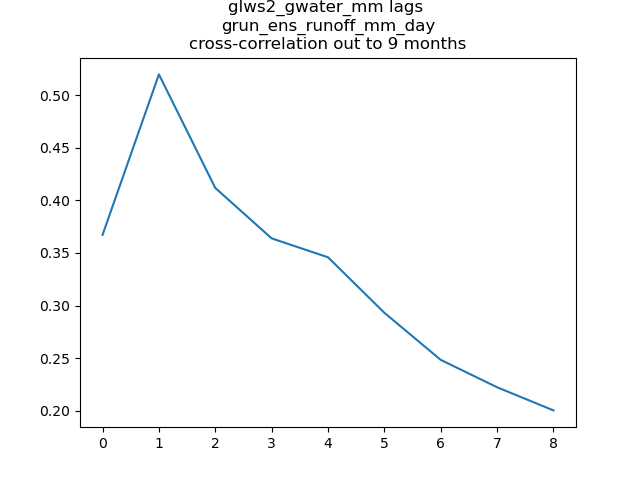 glws2_gwater_mm lags
grun_ens_runoff_mm_day
cross-correlation out to 9 months
0.50
0.45
0.40
0.35
0.30
0.25
0.20
0 1 2 3 4 5 6 7 8